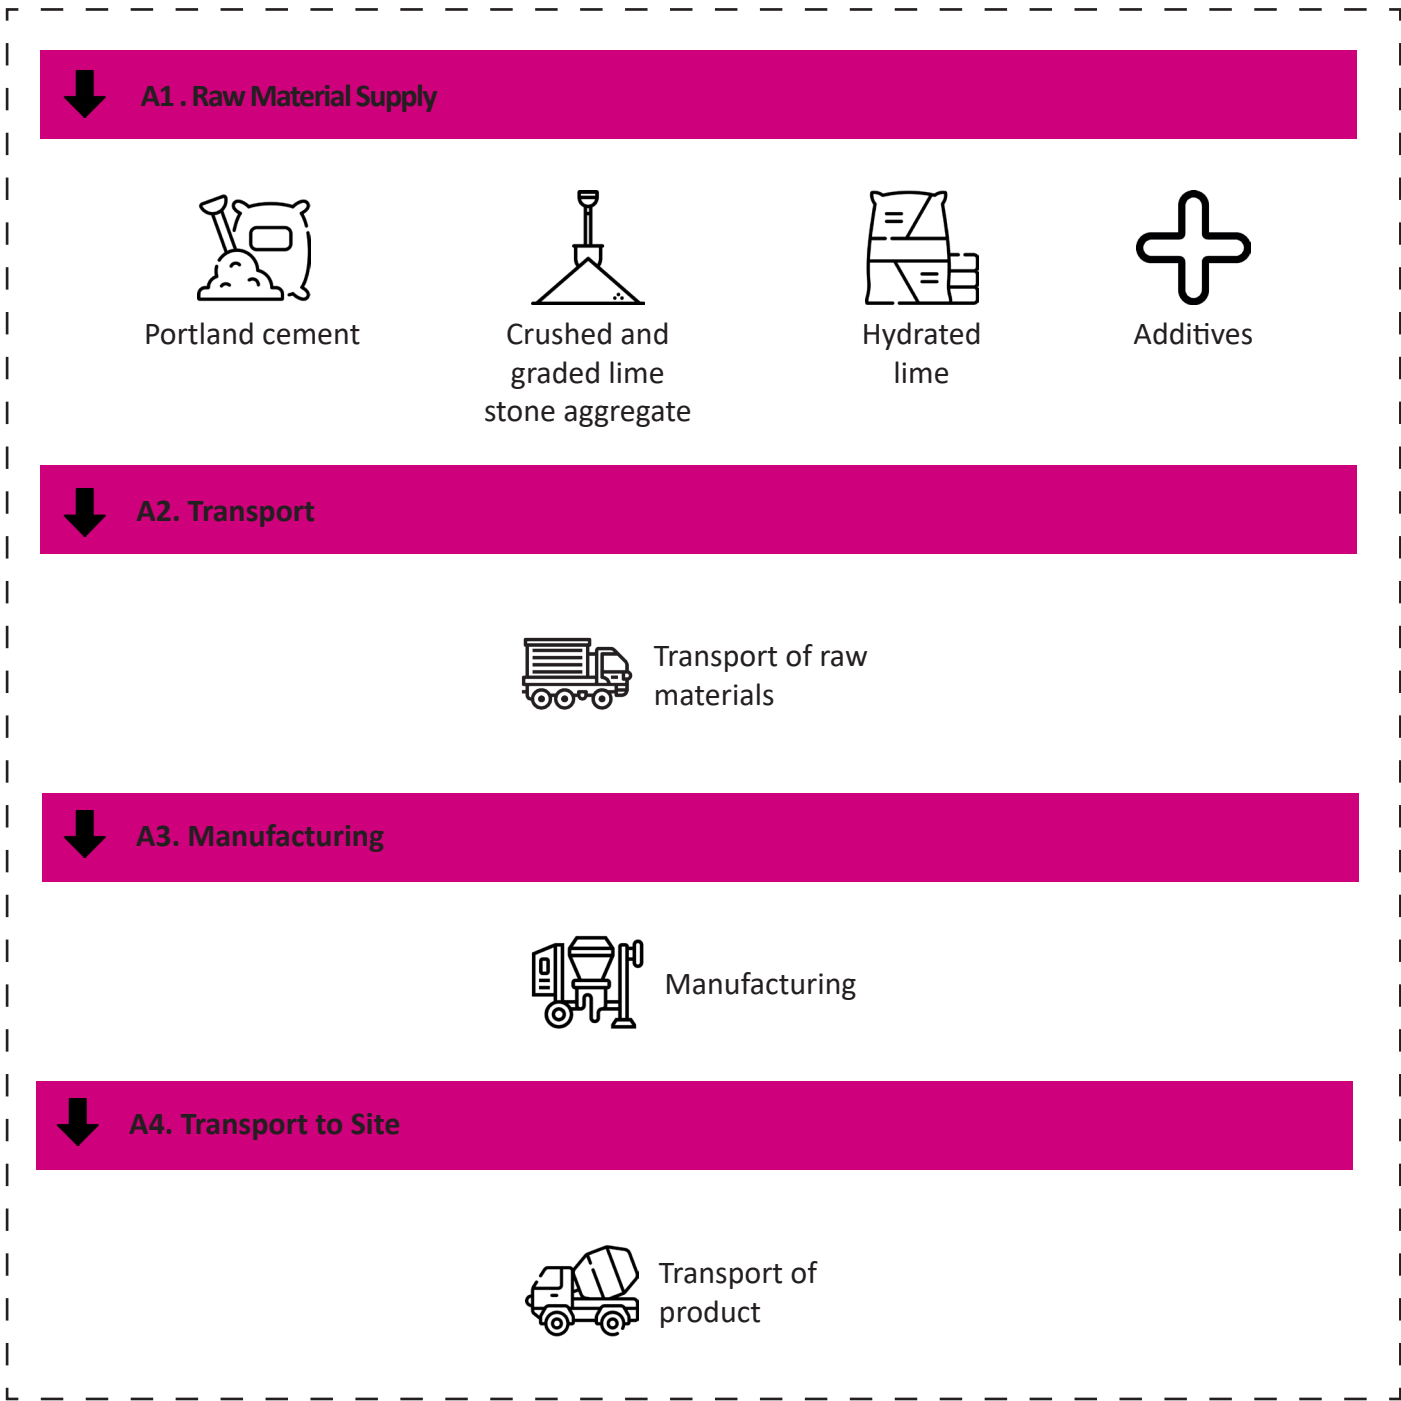 A1 . Raw Material Supply
Portland cement
Crushed and
graded lime
stone aggregate
Hydrated
lime
Additives
A2. Transport
Transport of raw
materials
A3. Manufacturing
Manufacturing
A4. Transport to Site
Transport of
product